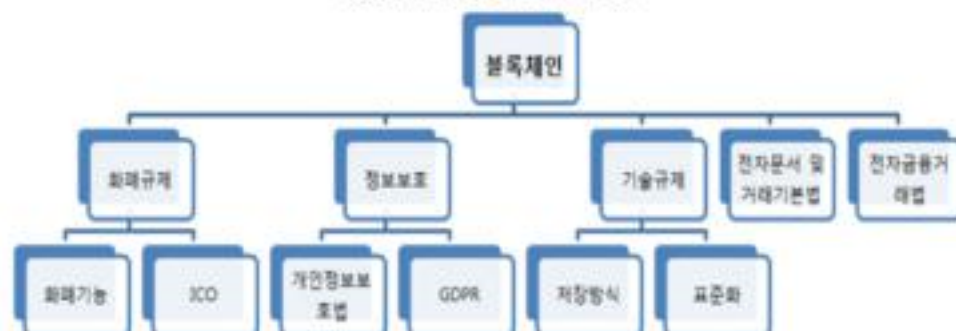 블록체인
화폐규제
정보보호
기술규제
전자문서 및
거래기본법
전자금융거
래법
화폐기능
ICO
개인정보보
호법
GDPR
저장방식
표준화